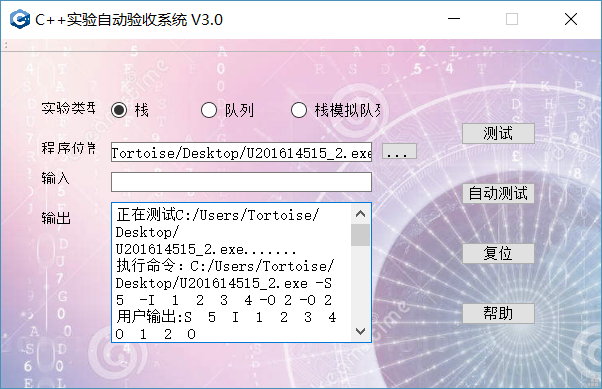 C++实验自动验收系统 V3.0
实验类型 栈 队列 栈模拟队列
程序位置 Tortoise/Desktop/U201614515_2.exe ...
测试
输入
自动测试
输出
正在测试C:/Users/Tortoise/
Desktop/
U201614515_2.exe.......
执行命令：C:/Users/Tortoise/
Desktop/U201614515_2.exe -S
5 -I 1 2 3 4 -O 2 -O 2
用户输出:S 5 I 1 2 3 4
O 1 2 O
复位
帮助